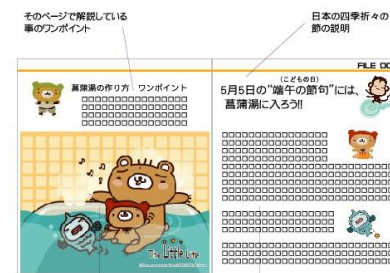 そのページで解説している
事のワンポイント
日本の四季折々の
節の説明
FILE 00
菖蒲湯の作り方 ワンポイント
(こどもの日)
5月5日の“端午の節句”には、
菖蒲湯に入ろう!!
The Little Lite